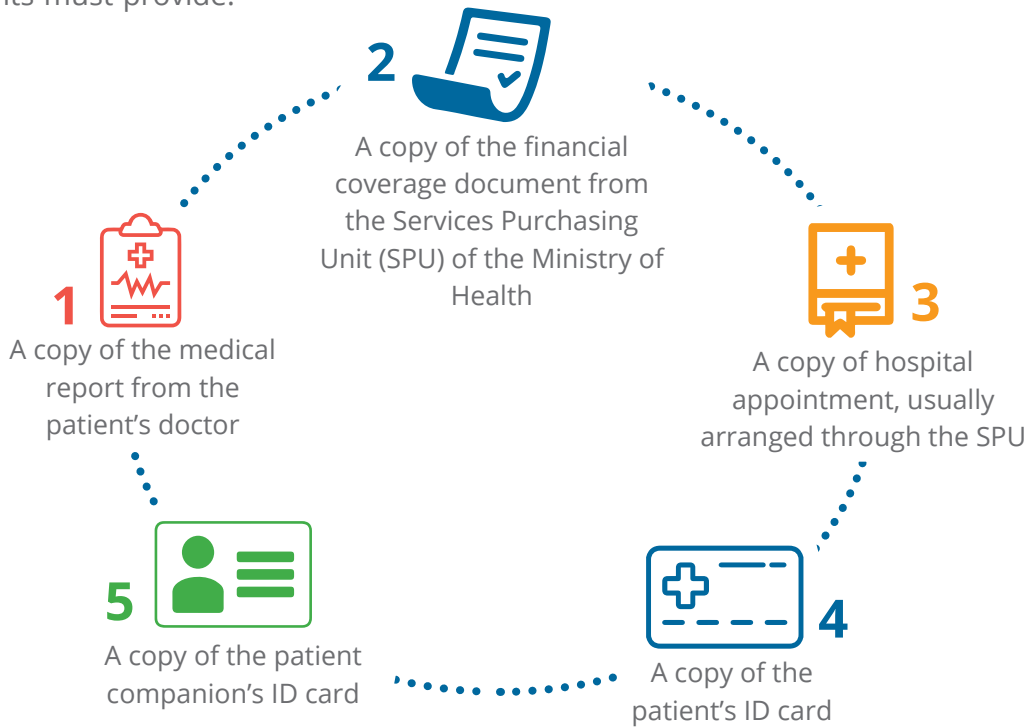 must provide:
2
A copy of the financial
coverage document from
the Services Purchasing
Unit (SPU) of the Ministry of
Health
1
A copy of the medical
report from the
patient’s doctor
3
A copy of hospital
appointment, usually
arranged through the SPU
5
A copy of the patient
companion’s ID card
4
A copy of the
patient’s ID card